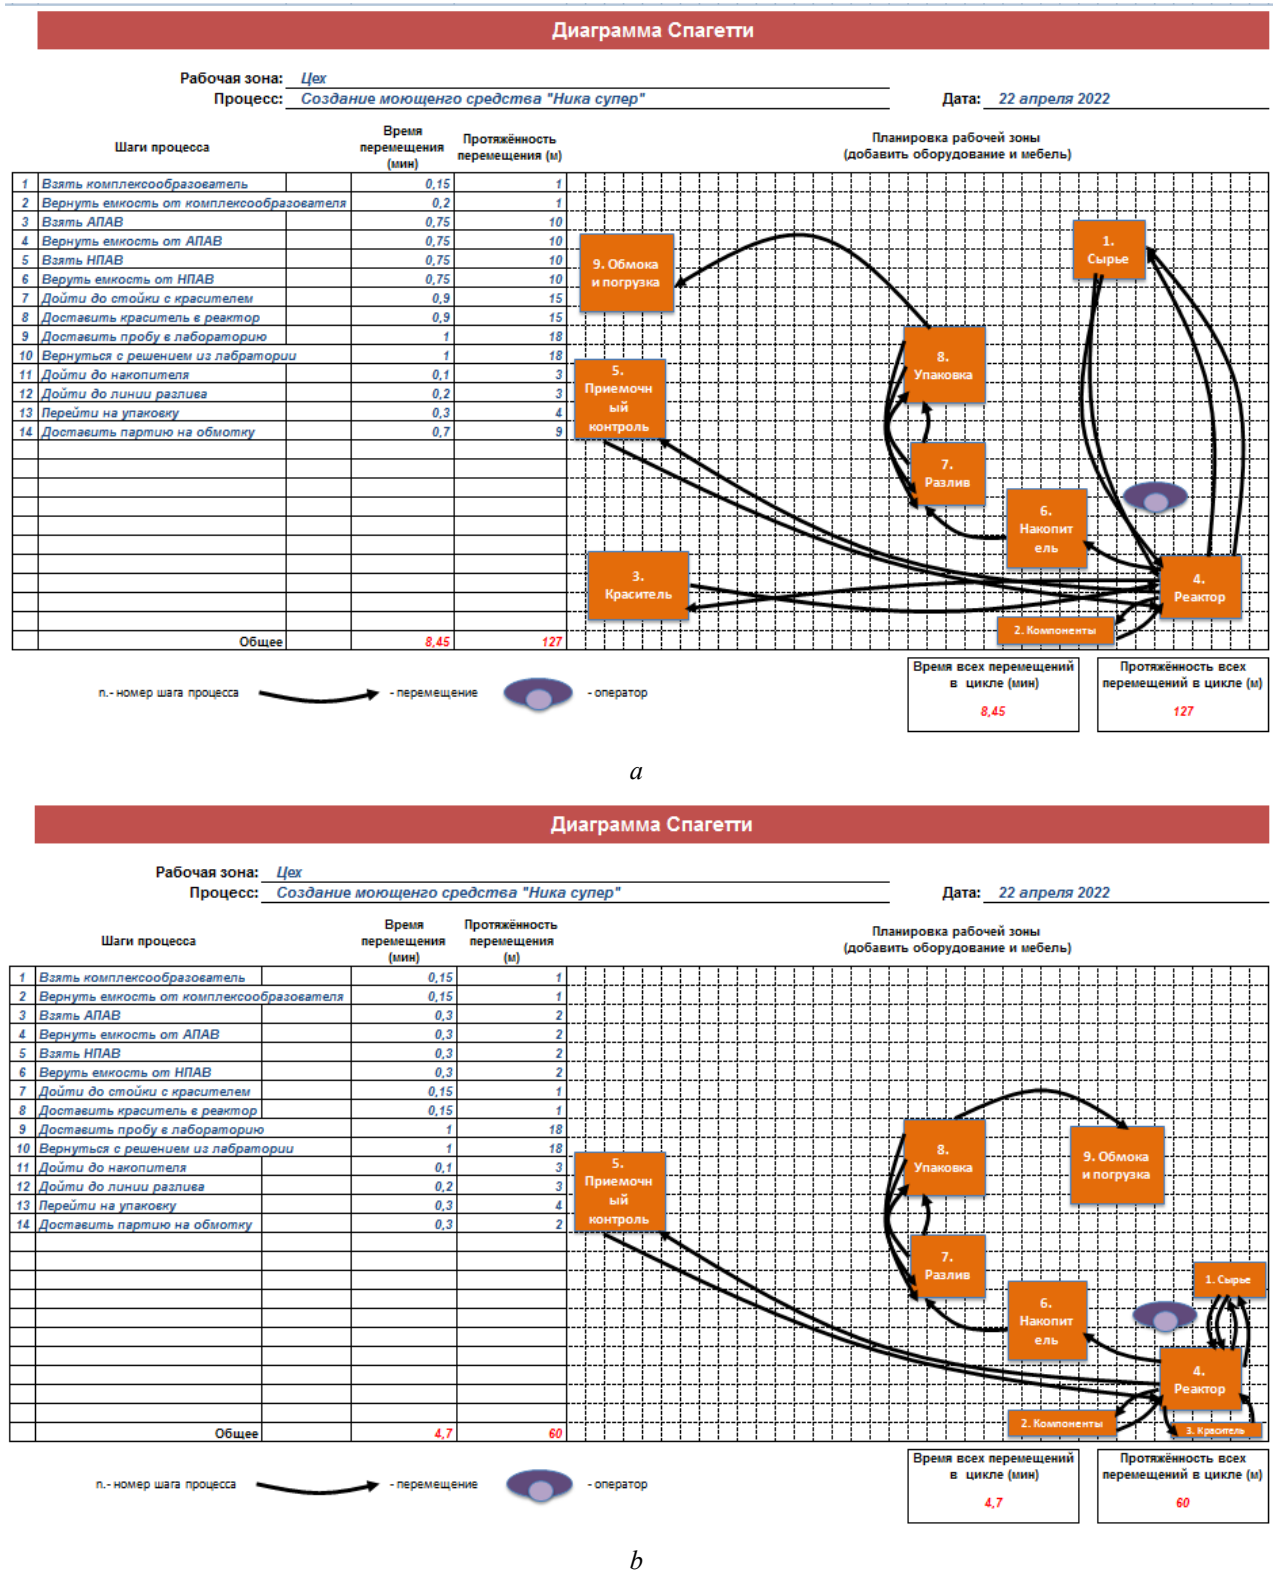 Диаграмма Спагетти
Рабочая зона: Цех
Процесс: Создание моющенго средства "Ника супер"
Дата: 22 апреля 2022
Шаги процесса
Время
перемещения
(мин)
Протяжённость
перемещения (м)
Планировка рабочей зоны
(добавить оборудование и мебель)
1 Взять комплексообразователь 0,15 1
2 Вернуть емкость от комплексообразователя 0,2 1
3 Взять АПАВ 0,75 10
4 Вернуть емкость от АПАВ 0,75 10
5 Взять НПАВ 0,75 10
6 Веруть емкость от НПАВ 0,75 10
7 Дойти до стойки с красителем 0,9 15
8 Доставить краситель в реактор 0,9 15
9 Доставить пробу в лабораторию 1 18
10 Вернуться с решением из лабратории 1 18
11 Дойти до накопителя 0,1 3
12 Дойти до линии разлива 0,2 3
13 Перейти на упаковку 0,3 4
14 Доставить партию на обмотку 0,7 9
Общее 8,45 127
1.
Сырье
9. Обмока
и погрузка
8.
Упаковка
5.
Приемочн
ый
контроль
7.
Разлив
6.
Накопит
ель
3.
Краситель
4.
Реактор
2. Компоненты
n.- номер шага процесса
- перемещение
- оператор
Время всех перемещений
в цикле (мин)
8,45
Протяжённость всех
перемещений в цикле (м)
127
a
Диаграмма Спагетти
Рабочая зона: Цех
Процесс: Создание моющенго средства "Ника супер"
Дата: 22 апреля 2022
Шаги процесса
Время
перемещения
(мин)
Протяжённость
перемещения
(м)
Планировка рабочей зоны
(добавить оборудование и мебель)
1 Взять комплексообразователь 0,15 1
2 Вернуть емкость от комплексообразователя 0,15 1
3 Взять АПАВ 0,3 2
4 Вернуть емкость от АПАВ 0,3 2
5 Взять НПАВ 0,3 2
6 Веруть емкость от НПАВ 0,3 2
7 Дойти до стойки с красителем 0,15 1
8 Доставить краситель в реактор 0,15 1
9 Доставить пробу в лабораторию 1 18
10 Вернуться с решением из лабратории 1 18
11 Дойти до накопителя 0,1 3
12 Дойти до линии разлива 0,2 3
13 Перейти на упаковку 0,3 4
14 Доставить партию на обмотку 0,3 2
Общее 4,7 60
8.
Упаковка
9. Обмока
и погрузка
5.
Приемочн
ый
контроль
7.
Разлив
1. Сырье
6.
Накопит
ель
4.
Реактор
2. Компоненты
3. Краситель
n.- номер шага процесса
- перемещение
- оператор
Время всех перемещений
в цикле (мин)
4,7
Протяжённость всех
перемещений в цикле (м)
60
b